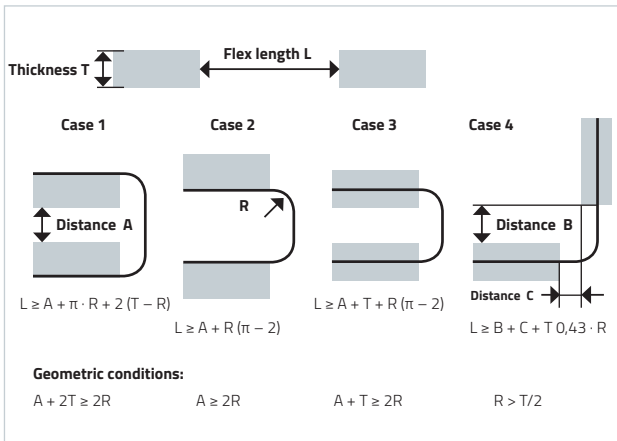 Thickness T
Flex length L
Case 1
Case 2
Case 3
Case 4
Distance A
R
Distance B
Distance C
L ≥ A + π · R + 2 (T – R)
L ≥ A + R (π – 2)
L ≥ A + T + R (π – 2)
L ≥ B + C + T 0,43 · R
Geometric conditions:
A + 2T ≥ 2R
A ≥ 2R
A + T ≥ 2R
R > T/2